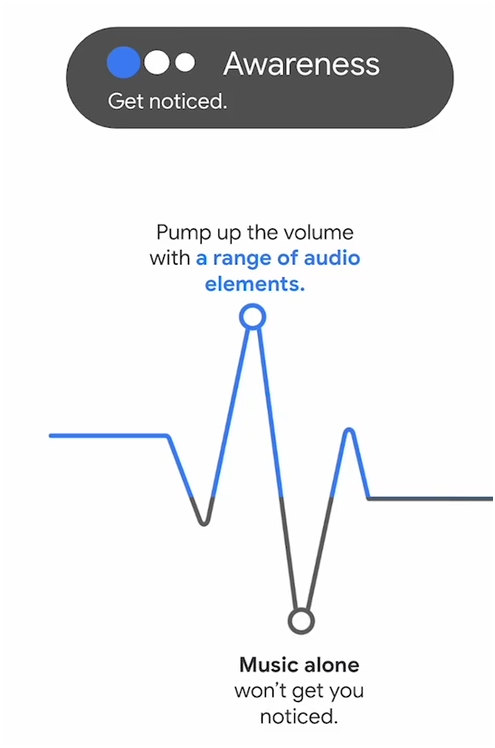 Awareness
Get noticed.
Pump up the volume
with a range of audio
elements.
Music alone
won't get you
noticed.